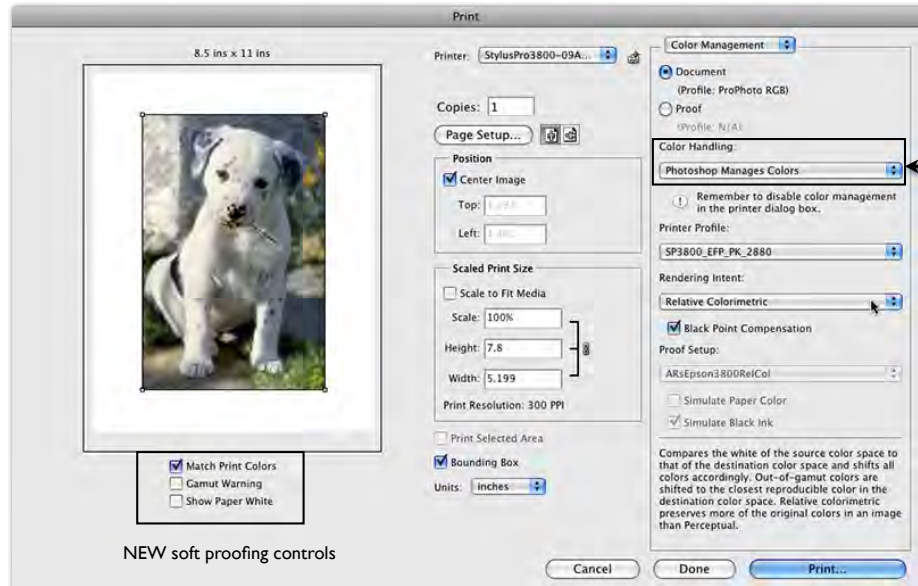 Print
8.5 ins x 11 ins
Match Print Colors
Gamut Warning
Show Paper White
NEW soft proofing controls
Printer: StylusPro3800-09A...
Copies: 1
Page Setup...
Position
Center Image
Top:
Left:
Scaled Print Size
Scale to Fit Media
Scale: 100%
Height: 7.8
Width: 5.199
Print Resolution: 300 PPI
Print Selected Area
Bounding Box
Units: inches
Color Management
Document
(Profile: ProPhoto RGB)
Proof
(Profile: N/A)
Color Handling:
Photoshop Manages Colors
! Remember to disable color management
in the printer dialog box.
Printer Profile:
SP3800_EFP_PK_2880
Rendering Intent:
Relative Colorimetric
Black Point Compensation
Proof Setup:
ARsEpson3800RelCol
Simulate Paper Color
Simulate Black Ink
Compares the white of the source color space to
that of the destination color space and shifts all
colors accordingly. Out-of-gamut colors are
shifted to the closest reproducible color in the
destination color space. Relative colorimetric
preserves more of the original colors in an image
than Perceptual.
Cancel
Done
Print...